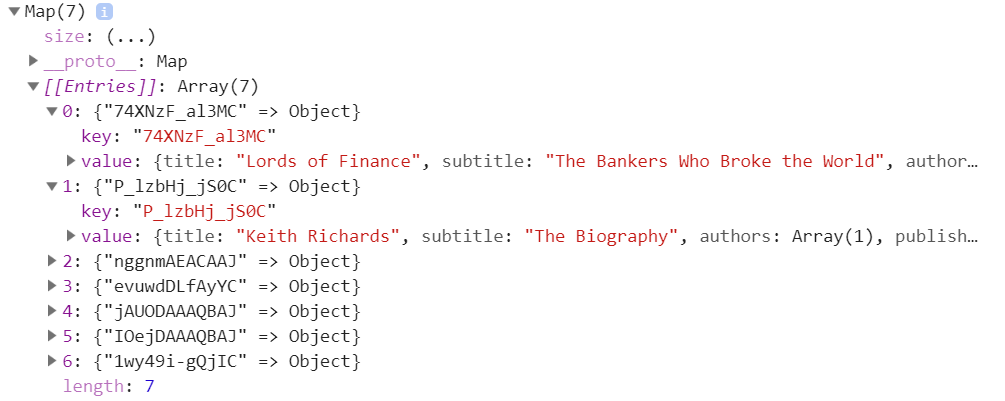 ▼Map(7) i
size: (...)
▶__proto__: Map
▼[[Entries]]: Array(7)
▼0: {"74XNzF_al3MC" => Object}
key: "74XNzF_al3MC"
▶value: {title: "Lords of Finance", subtitle: "The Bankers Who Broke the World", author…
▼1: {"P_lzbHj_jS0C" => Object}
key: "P_lzbHj_jS0C"
▶value: {title: "Keith Richards", subtitle: "The Biography", authors: Array(1), publish…
▶2: {"nggnmAEACAAJ" => Object}
▶3: {"evuwdDLfAyYC" => Object}
▶4: {"jAUODAAAQBAJ" => Object}
▶5: {"IOejDAAAQBAJ" => Object}
▶6: {"1wy49i-gQjIC" => Object}
length: 7